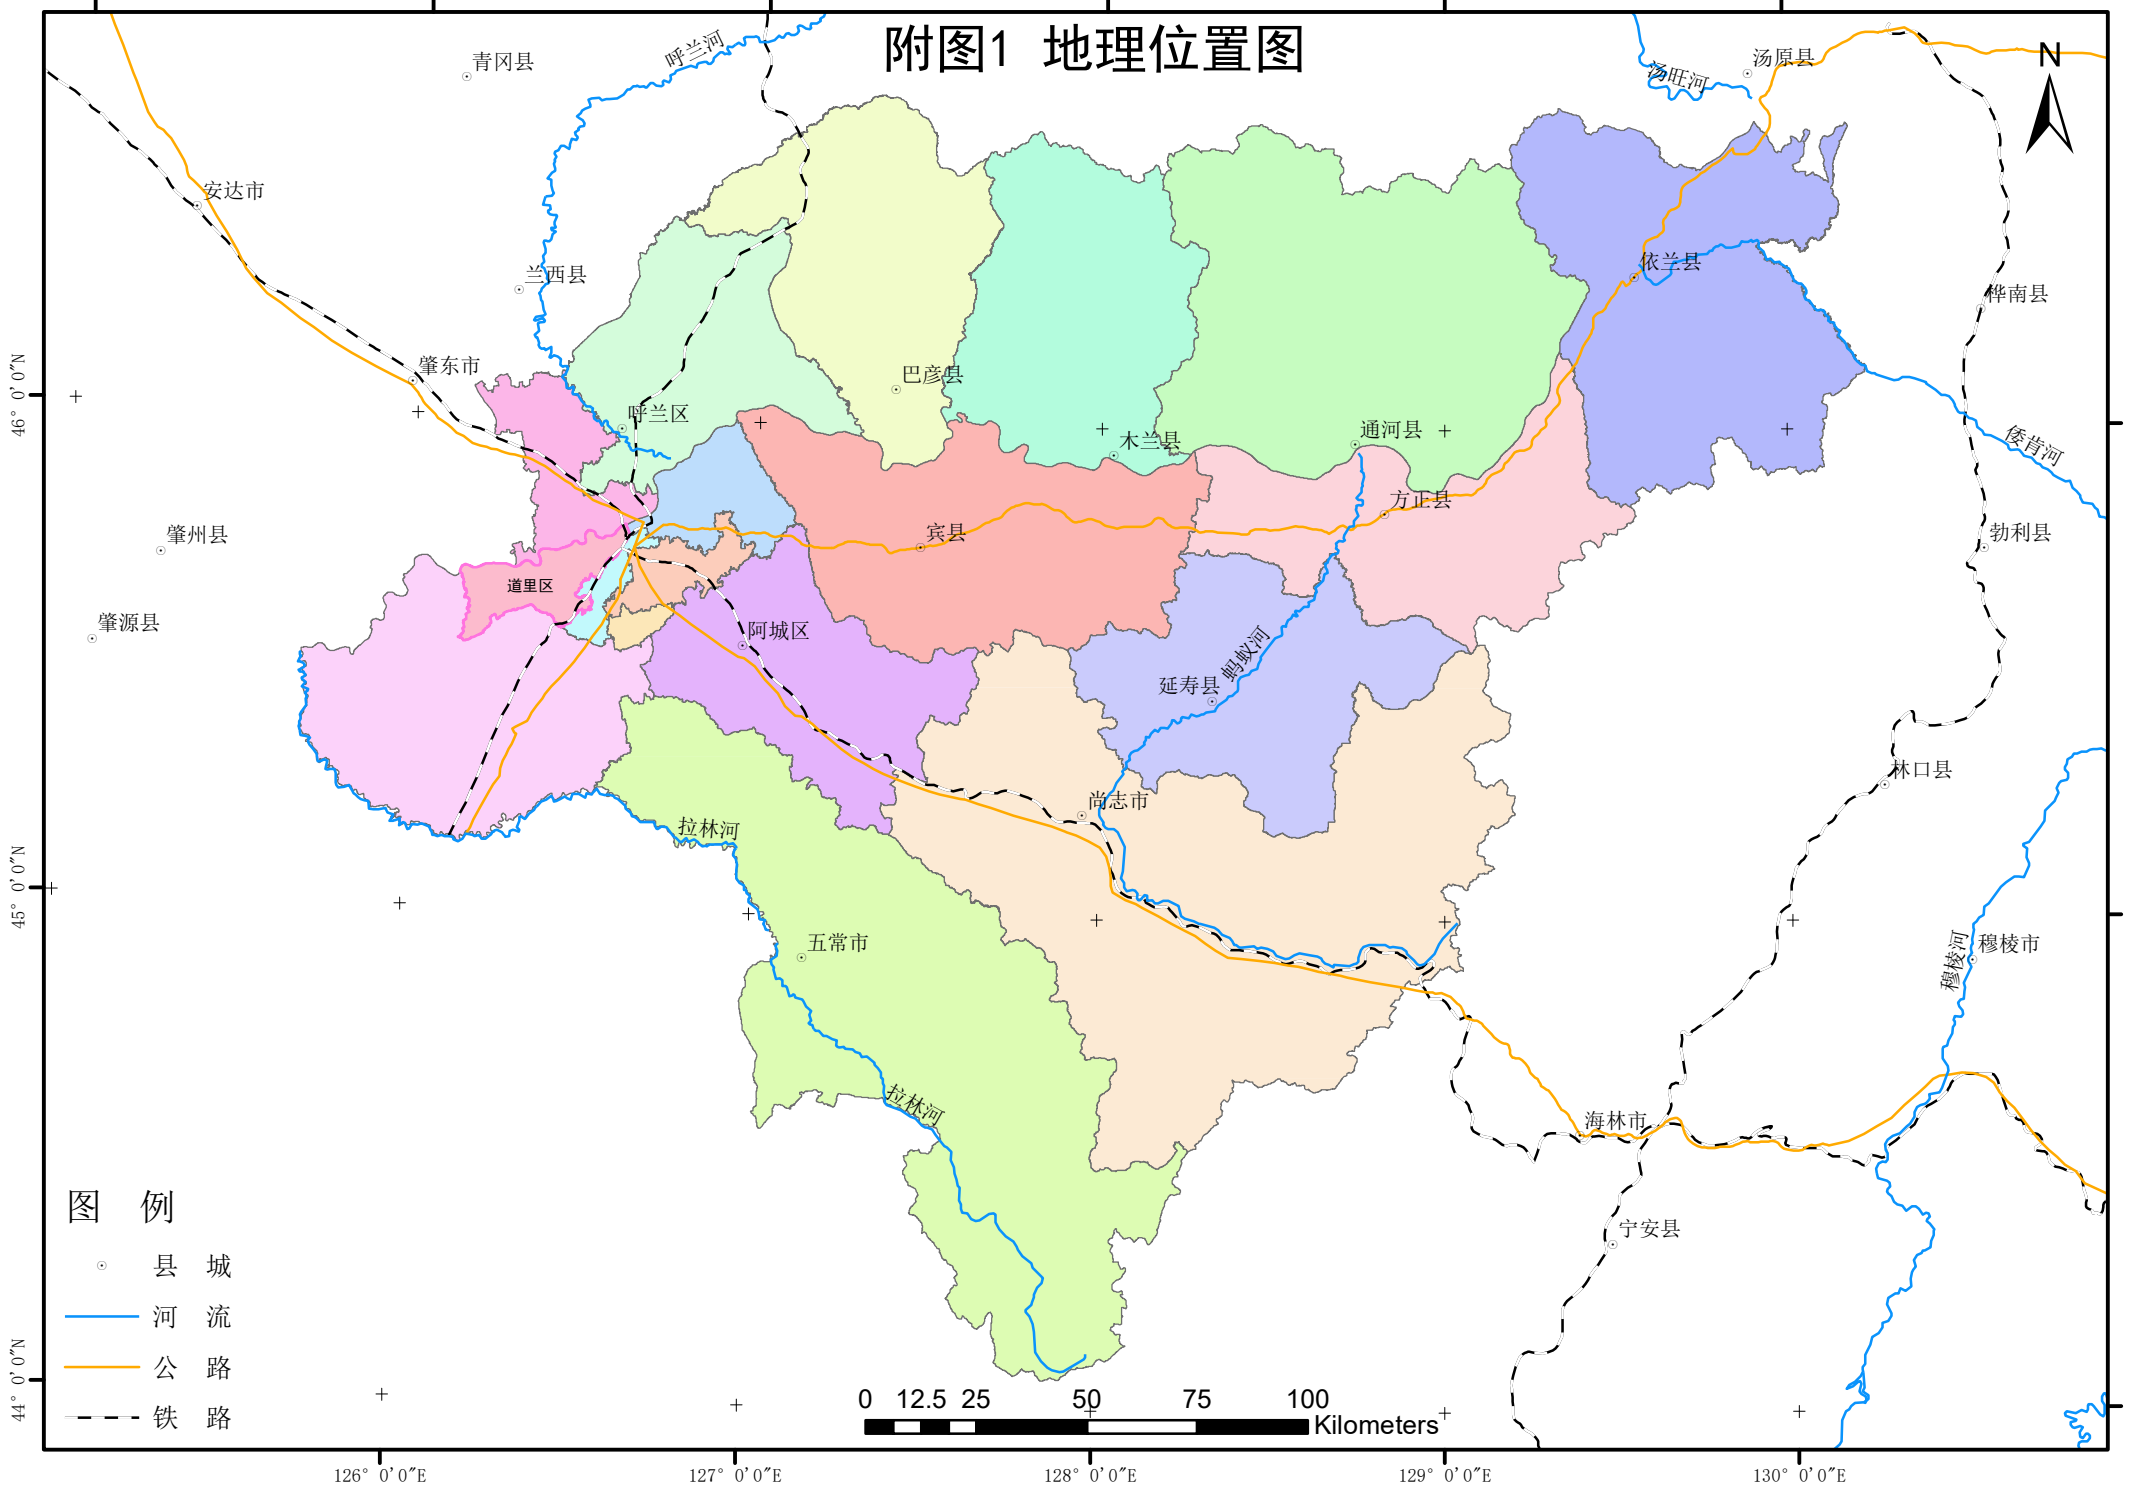 附图1 地理位置图
N
青冈县
呼兰河
汤旺河
汤原县
安达市
兰西县
依兰县
桦南县
肇东市
巴彦县
呼兰区
木兰县
通河县
倭肯河
方正县
肇州县
宾县
勃利县
道里区
肇源县
阿城区
蚂蚁河
延寿县
林口县
尚志市
拉林河
五常市
穆棱河
穆棱市
拉林河
海林市
宁安县
图 例
县 城
河 流
公 路
铁 路
0 12.5 25 50 75 100
Kilometers
46° 0'0"N
45° 0'0"N
44° 0'0"N
126° 0'0"E
127° 0'0"E
128° 0'0"E
129° 0'0"E
130° 0'0"E